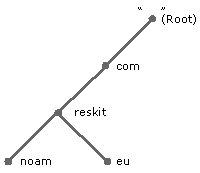 “ ”
(Root)
com
reskit
noam eu